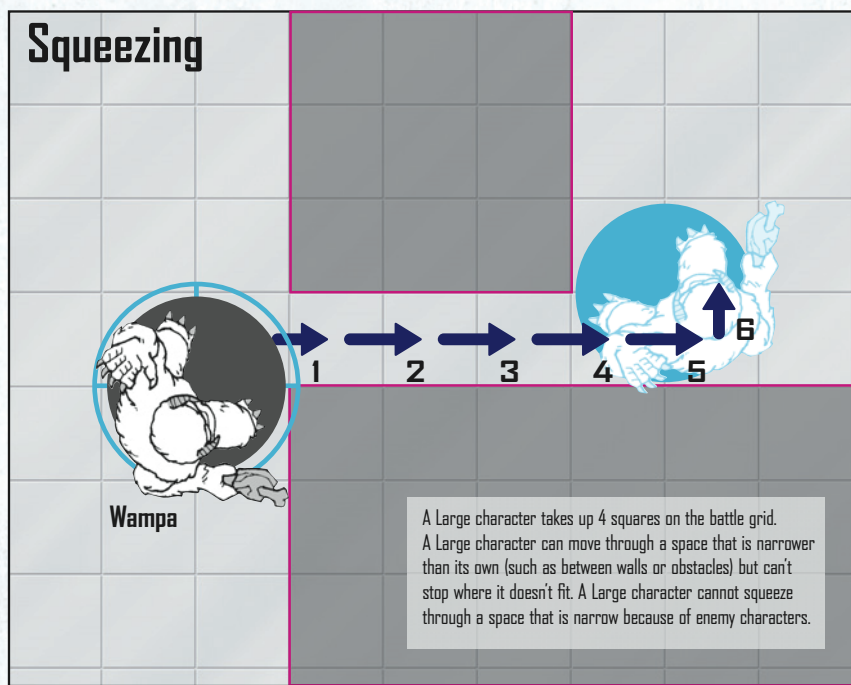 Squeezing
1 2 3 4 5 6
Wampa
A Large character takes up 4 squares on the battle grid.
A Large character can move through a space that is narrower
than its own (such as between walls or obstacles) but can't
stop where it doesn't fit. A Large character cannot squeeze
through a space that is narrow because of enemy characters.